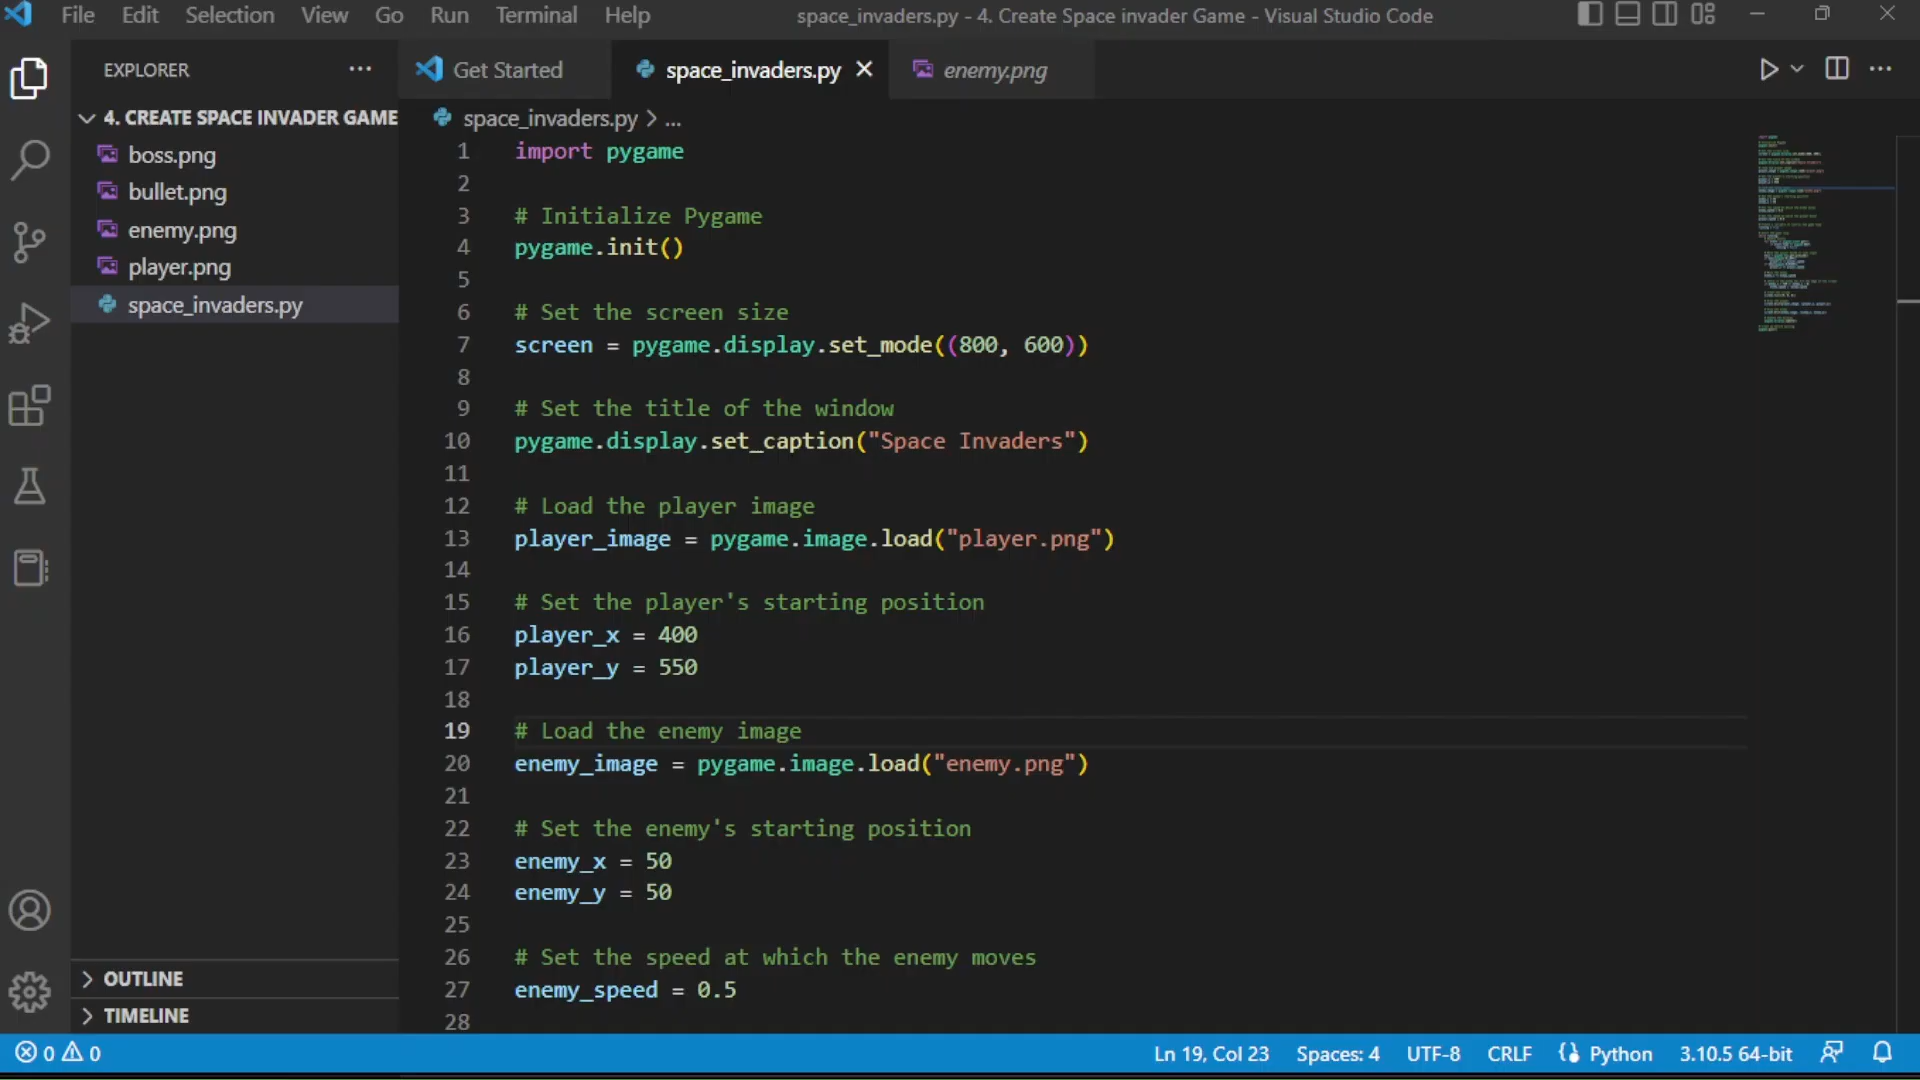 File Edit Selection View Go Run Terminal Help space_invaders.py - 4. Create Space invader Game - Visual Studio Code
EXPLORER
Get Started
space_invaders.py
enemy.png
4. CREATE SPACE INVADER GAME
boss.png
bullet.png
enemy.png
player.png
space_invaders.py
OUTLINE
TIMELINE
space_invaders.py > ...
1 import pygame
2
3 # Initialize Pygame
4 pygame.init()
5
6 # Set the screen size
7 screen = pygame.display.set_mode((800, 600))
8
9 # Set the title of the window
10 pygame.display.set_caption("Space Invaders")
11
12 # Load the player image
13 player_image = pygame.image.load("player.png")
14
15 # Set the player's starting position
16 player_x = 400
17 player_y = 550
18
19 # Load the enemy image
20 enemy_image = pygame.image.load("enemy.png")
21
22 # Set the enemy's starting position
23 enemy_x = 50
24 enemy_y = 50
25
26 # Set the speed at which the enemy moves
27 enemy_speed = 0.5
28
0 0 Ln 19, Col 23 Spaces: 4 UTF-8 CRLF Python 3.10.5 64-bit